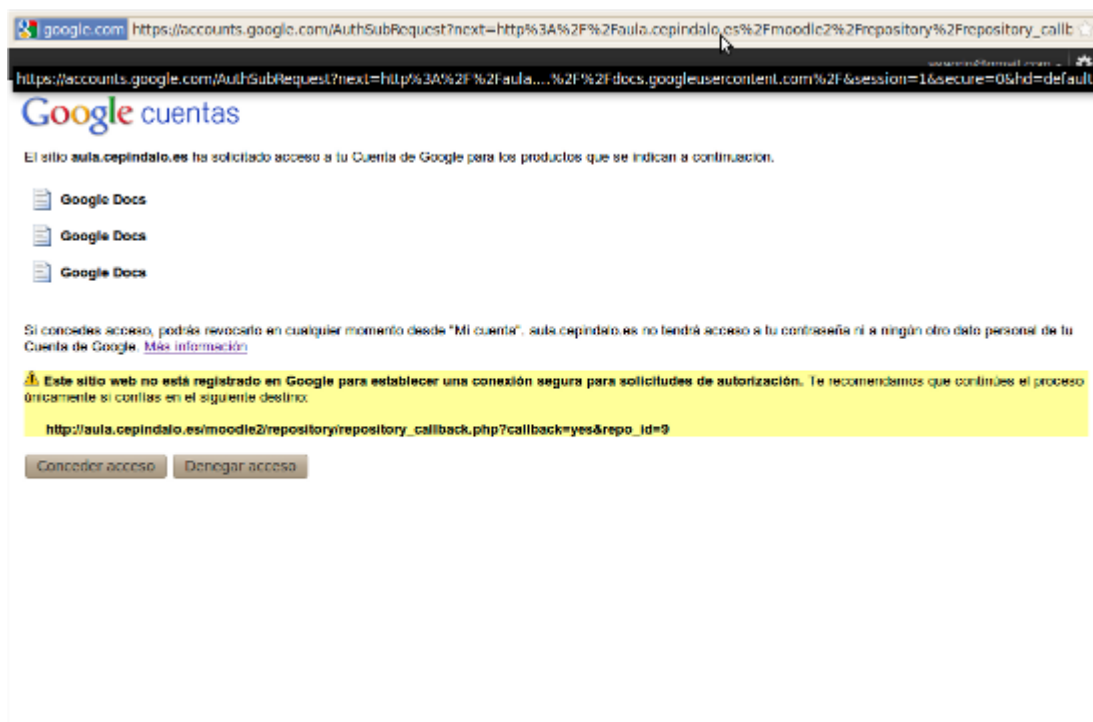 google.com https://accounts.google.com/AuthSubRequest?next=http%3A%2F%2Faula.cepindalo.es%2Fmoodle2%2Frepository%2Frepository_callb
https://accounts.google.com/AuthSubRequest?next=http%3A%2F%2Faula....%2F%2Fdocs.googleusercontent.com%2F&session=1&secure=0&hd=default
Google cuentas
El sitio aula.cepindalo.es ha solicitado acceso a tu Cuenta de Google para los productos que se indican a continuación.
Google Docs
Google Docs
Google Docs
Si concedes acceso, podrás revocarlo en cualquier momento desde "Mi cuenta". aula.cepindalo.es no tendrá acceso a tu contraseña ni a ningún otro dato personal de tu
Cuenta de Google. Más información
Este sitio web no está registrado en Google para establecer una conexión segura para solicitudes de autorización. Te recomendamos que continúes el proceso
únicamente si confías en el siguiente destino:
http://aula.cepindalo.es/moodle2/repository/repository_callback.php?callback=yes&repo_id=9
Conceder acceso Denegar acceso